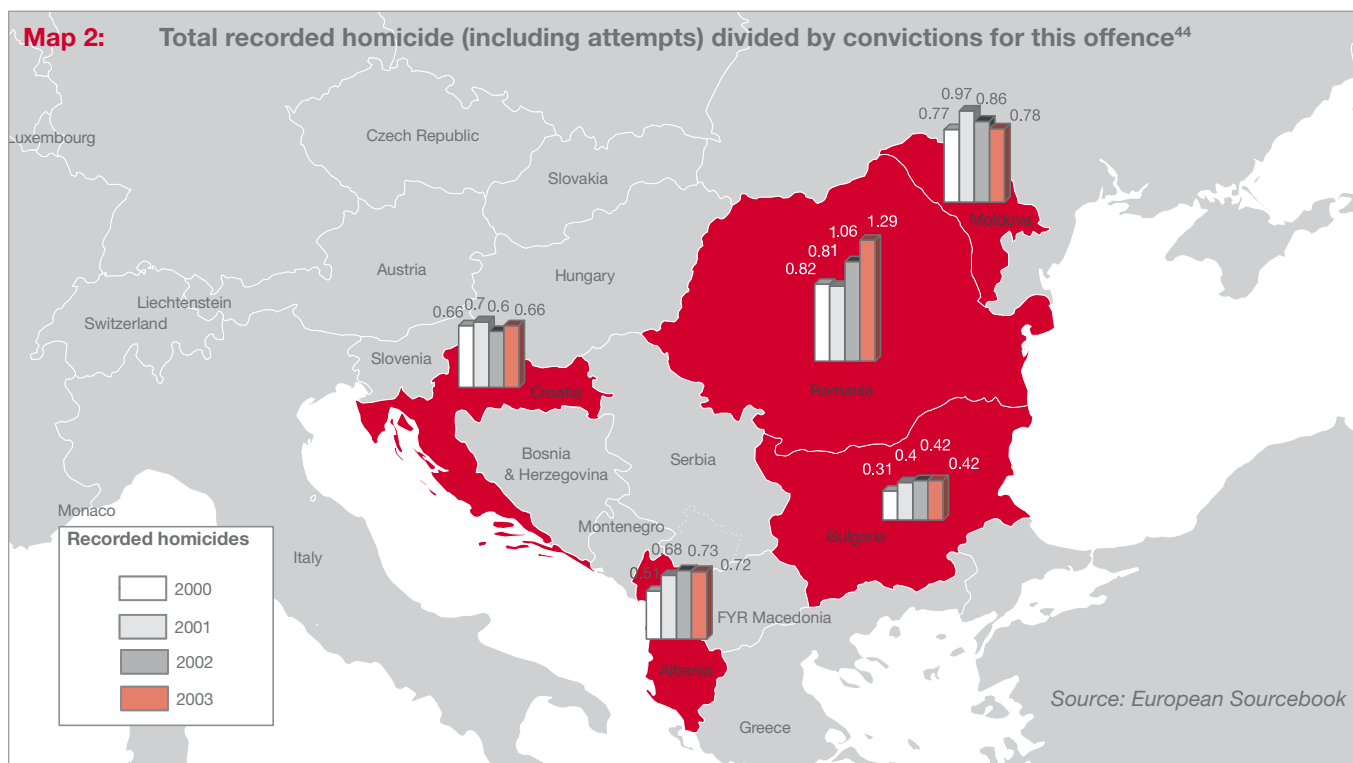 Map 2: Total recorded homicide (including attempts) divided by convictions for this offence44
Luxembourg
Czech Republic
Slovakia
Austria
Hungary
Liechtenstein
Switzerland
Slovenia
0.66 0.7 0.6 0.66
Croatia
0.77 0.97 0.86 0.78
Moldova
0.82 0.81 1.06 1.29
Romania
Bosnia
& Herzegovina
Serbia
0.31 0.4 0.42 0.42
Bulgaria
Monaco
Montenegro
Italy
0.51 0.68 0.73 0.72
FYR Macedonia
Albania
Greece
Recorded homicides
2000
2001
2002
2003
Source: European Sourcebook